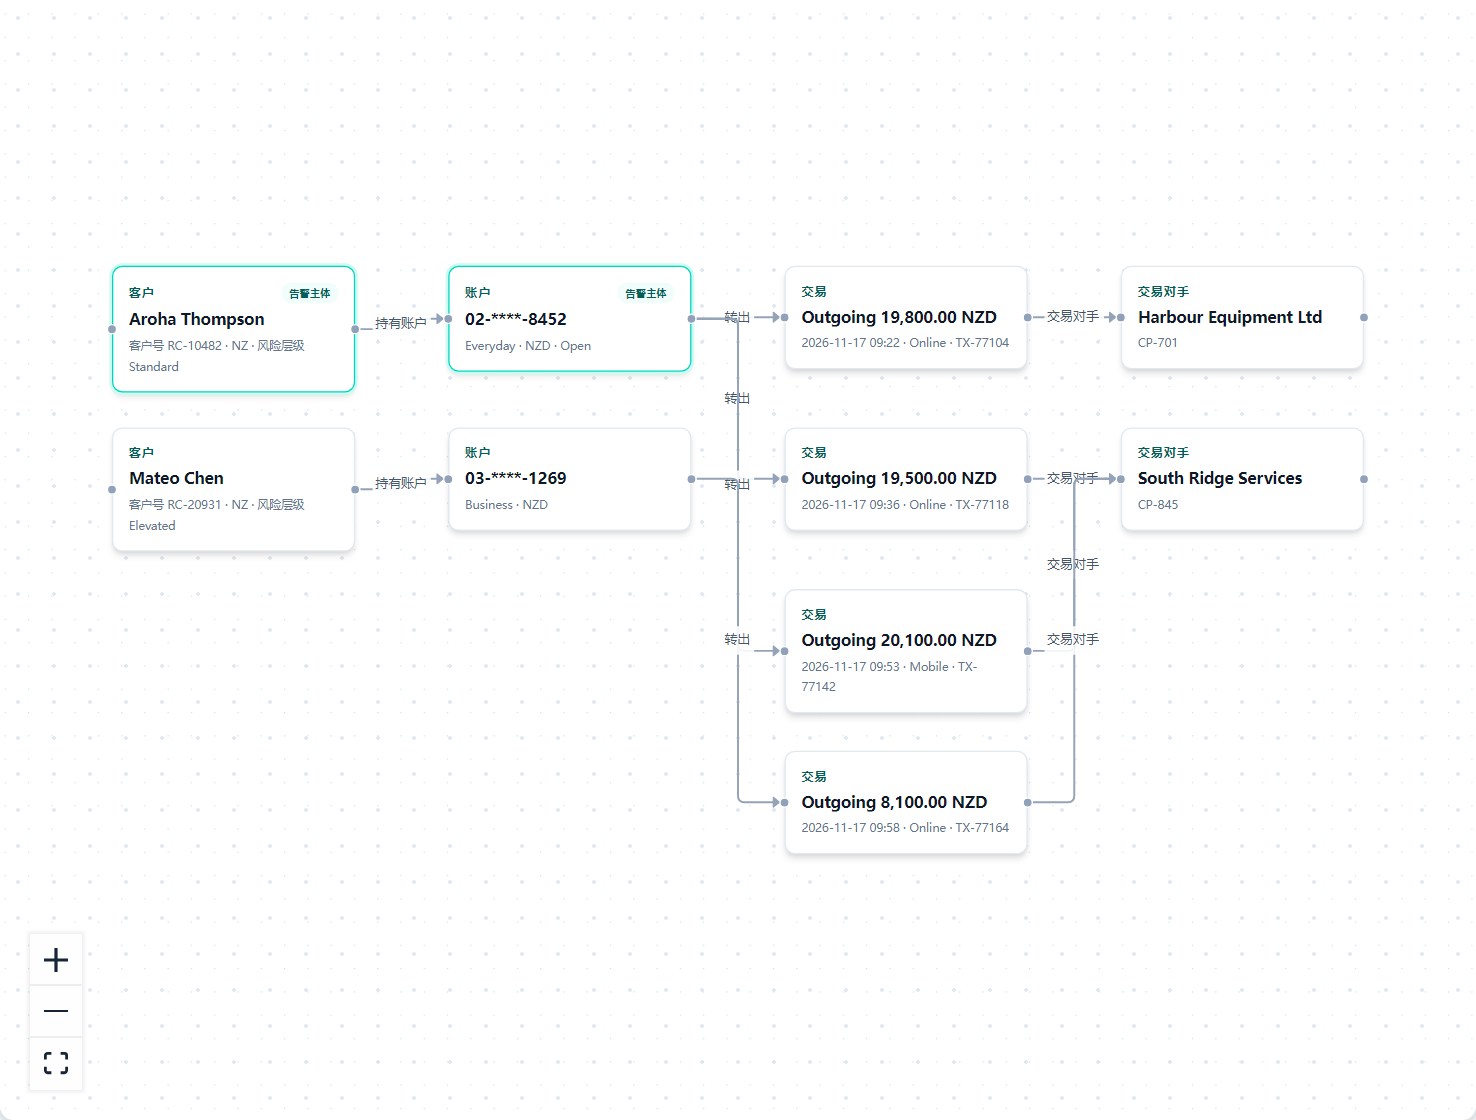 客户
告警主体
Aroha Thompson
客户号 RC-10482 · NZ · 风险层级
Standard
持有账户
账户
告警主体
02-****-8452
Everyday · NZD · Open
转出
交易
Outgoing 19,800.00 NZD
2026-11-17 09:22 · Online · TX-77104
交易对手
交易对手
Harbour Equipment Ltd
CP-701
转出
客户
Mateo Chen
客户号 RC-20931 · NZ · 风险层级
Elevated
持有账户
账户
03-****-1269
Business · NZD
转出
交易
Outgoing 19,500.00 NZD
2026-11-17 09:36 · Online · TX-77118
交易对手
交易对手
South Ridge Services
CP-845
交易对手
转出
交易
Outgoing 20,100.00 NZD
2026-11-17 09:53 · Mobile · TX-
77142
交易对手
交易
Outgoing 8,100.00 NZD
2026-11-17 09:58 · Online · TX-77164